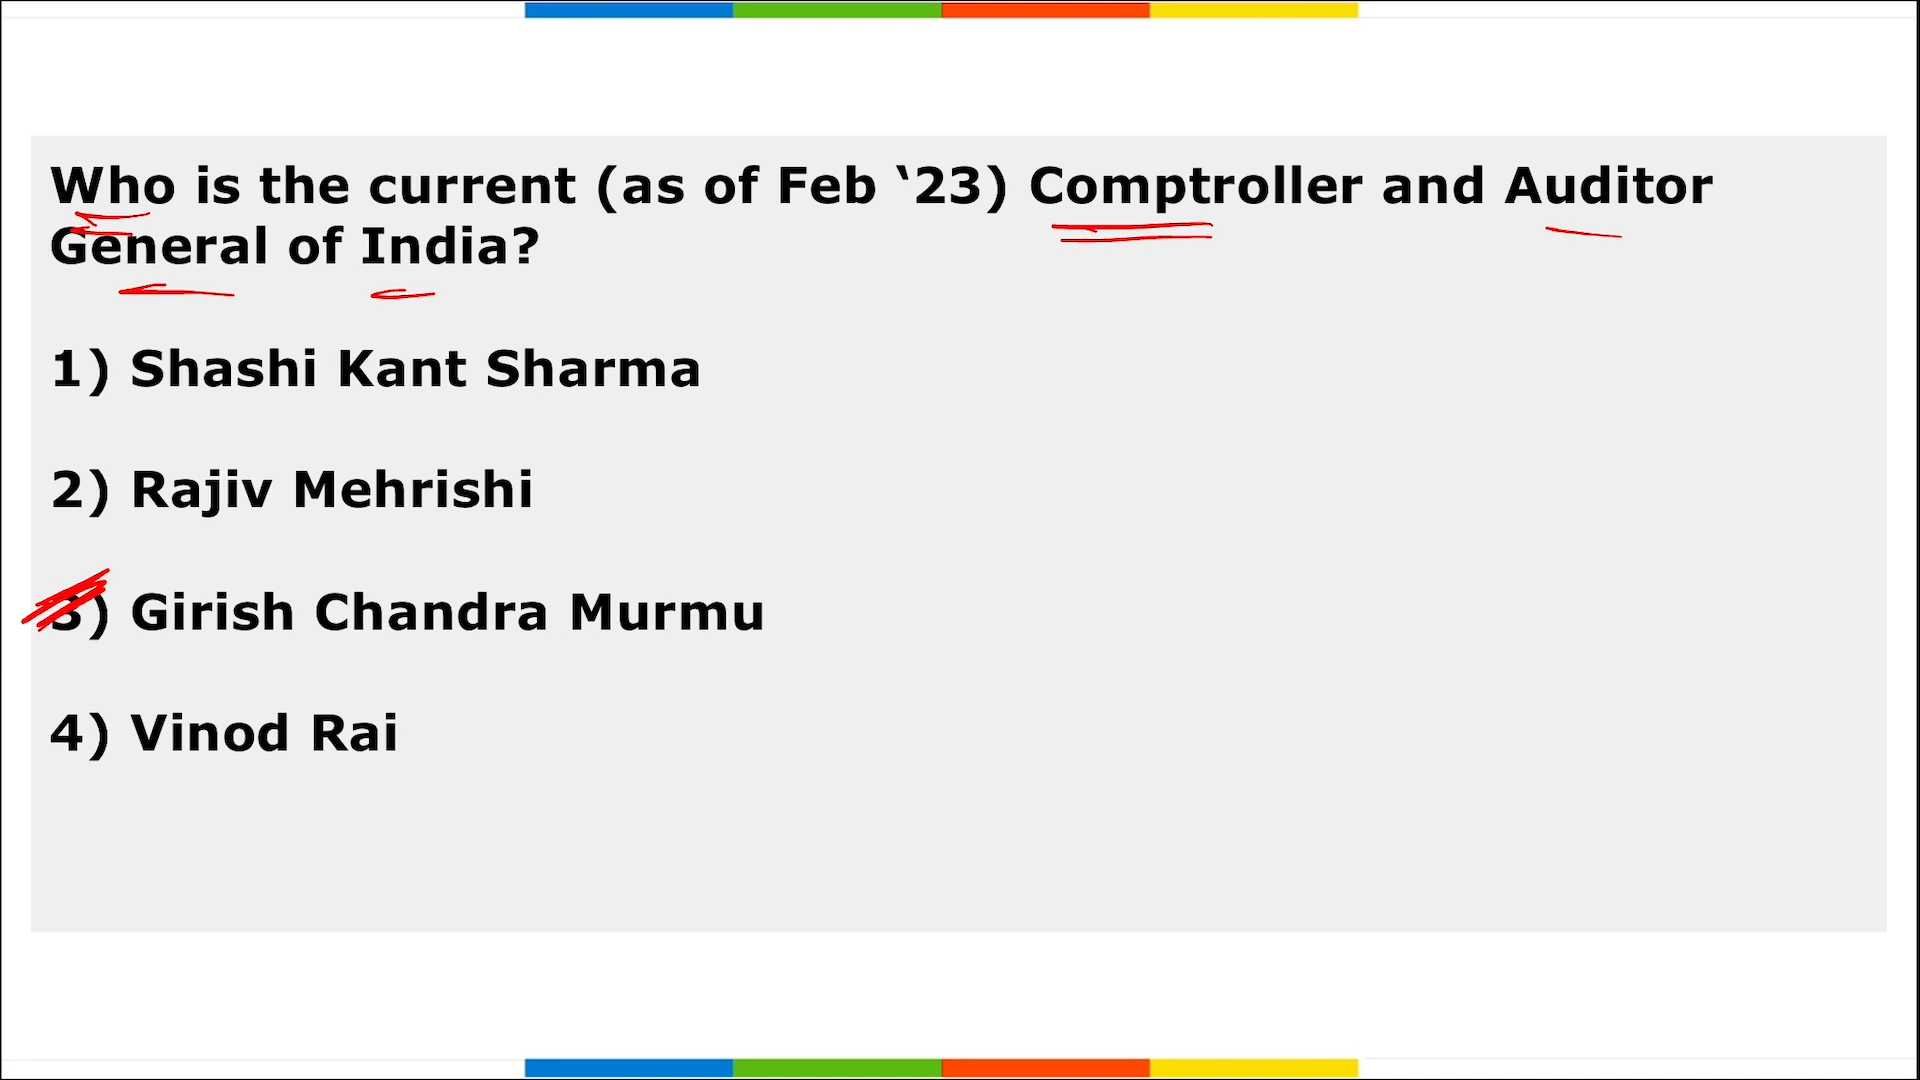 Who is the current (as of Feb ‘23) Comptroller and Auditor
General of India?
1) Shashi Kant Sharma
2) Rajiv Mehrishi
3) Girish Chandra Murmu
4) Vinod Rai